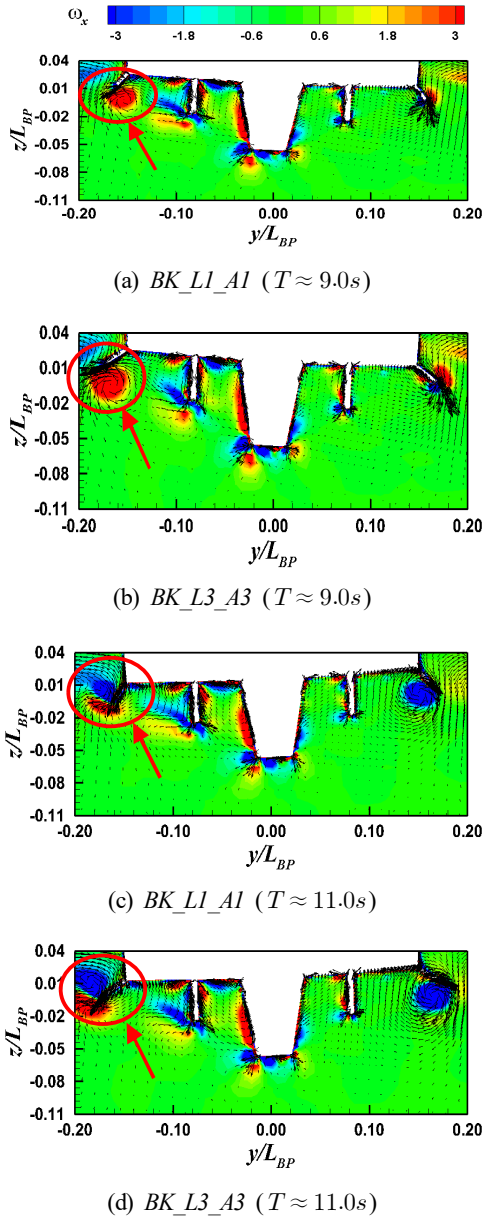 ωx -3 -1.8 -0.6 0.6 1.8 3
0.04
0.01
-0.02
-0.05
-0.08
-0.11
z/LBP
-0.20 -0.10 0.00 0.10 0.20
y/LBP
(a) BK_L1_A1 ( T ≈ 9.0s)
0.04
0.01
-0.02
-0.05
-0.08
-0.11
z/LBP
-0.20 -0.10 0.00 0.10 0.20
y/LBP
(b) BK_L3_A3 ( T ≈ 9.0s)
0.04
0.01
-0.02
-0.05
-0.08
-0.11
z/LBP
-0.20 -0.10 0.00 0.10 0.20
y/LBP
(c) BK_L1_A1 ( T ≈ 11.0s)
0.04
0.01
-0.02
-0.05
-0.08
-0.11
z/LBP
-0.20 -0.10 0.00 0.10 0.20
y/LBP
(d) BK_L3_A3 ( T ≈ 11.0s)